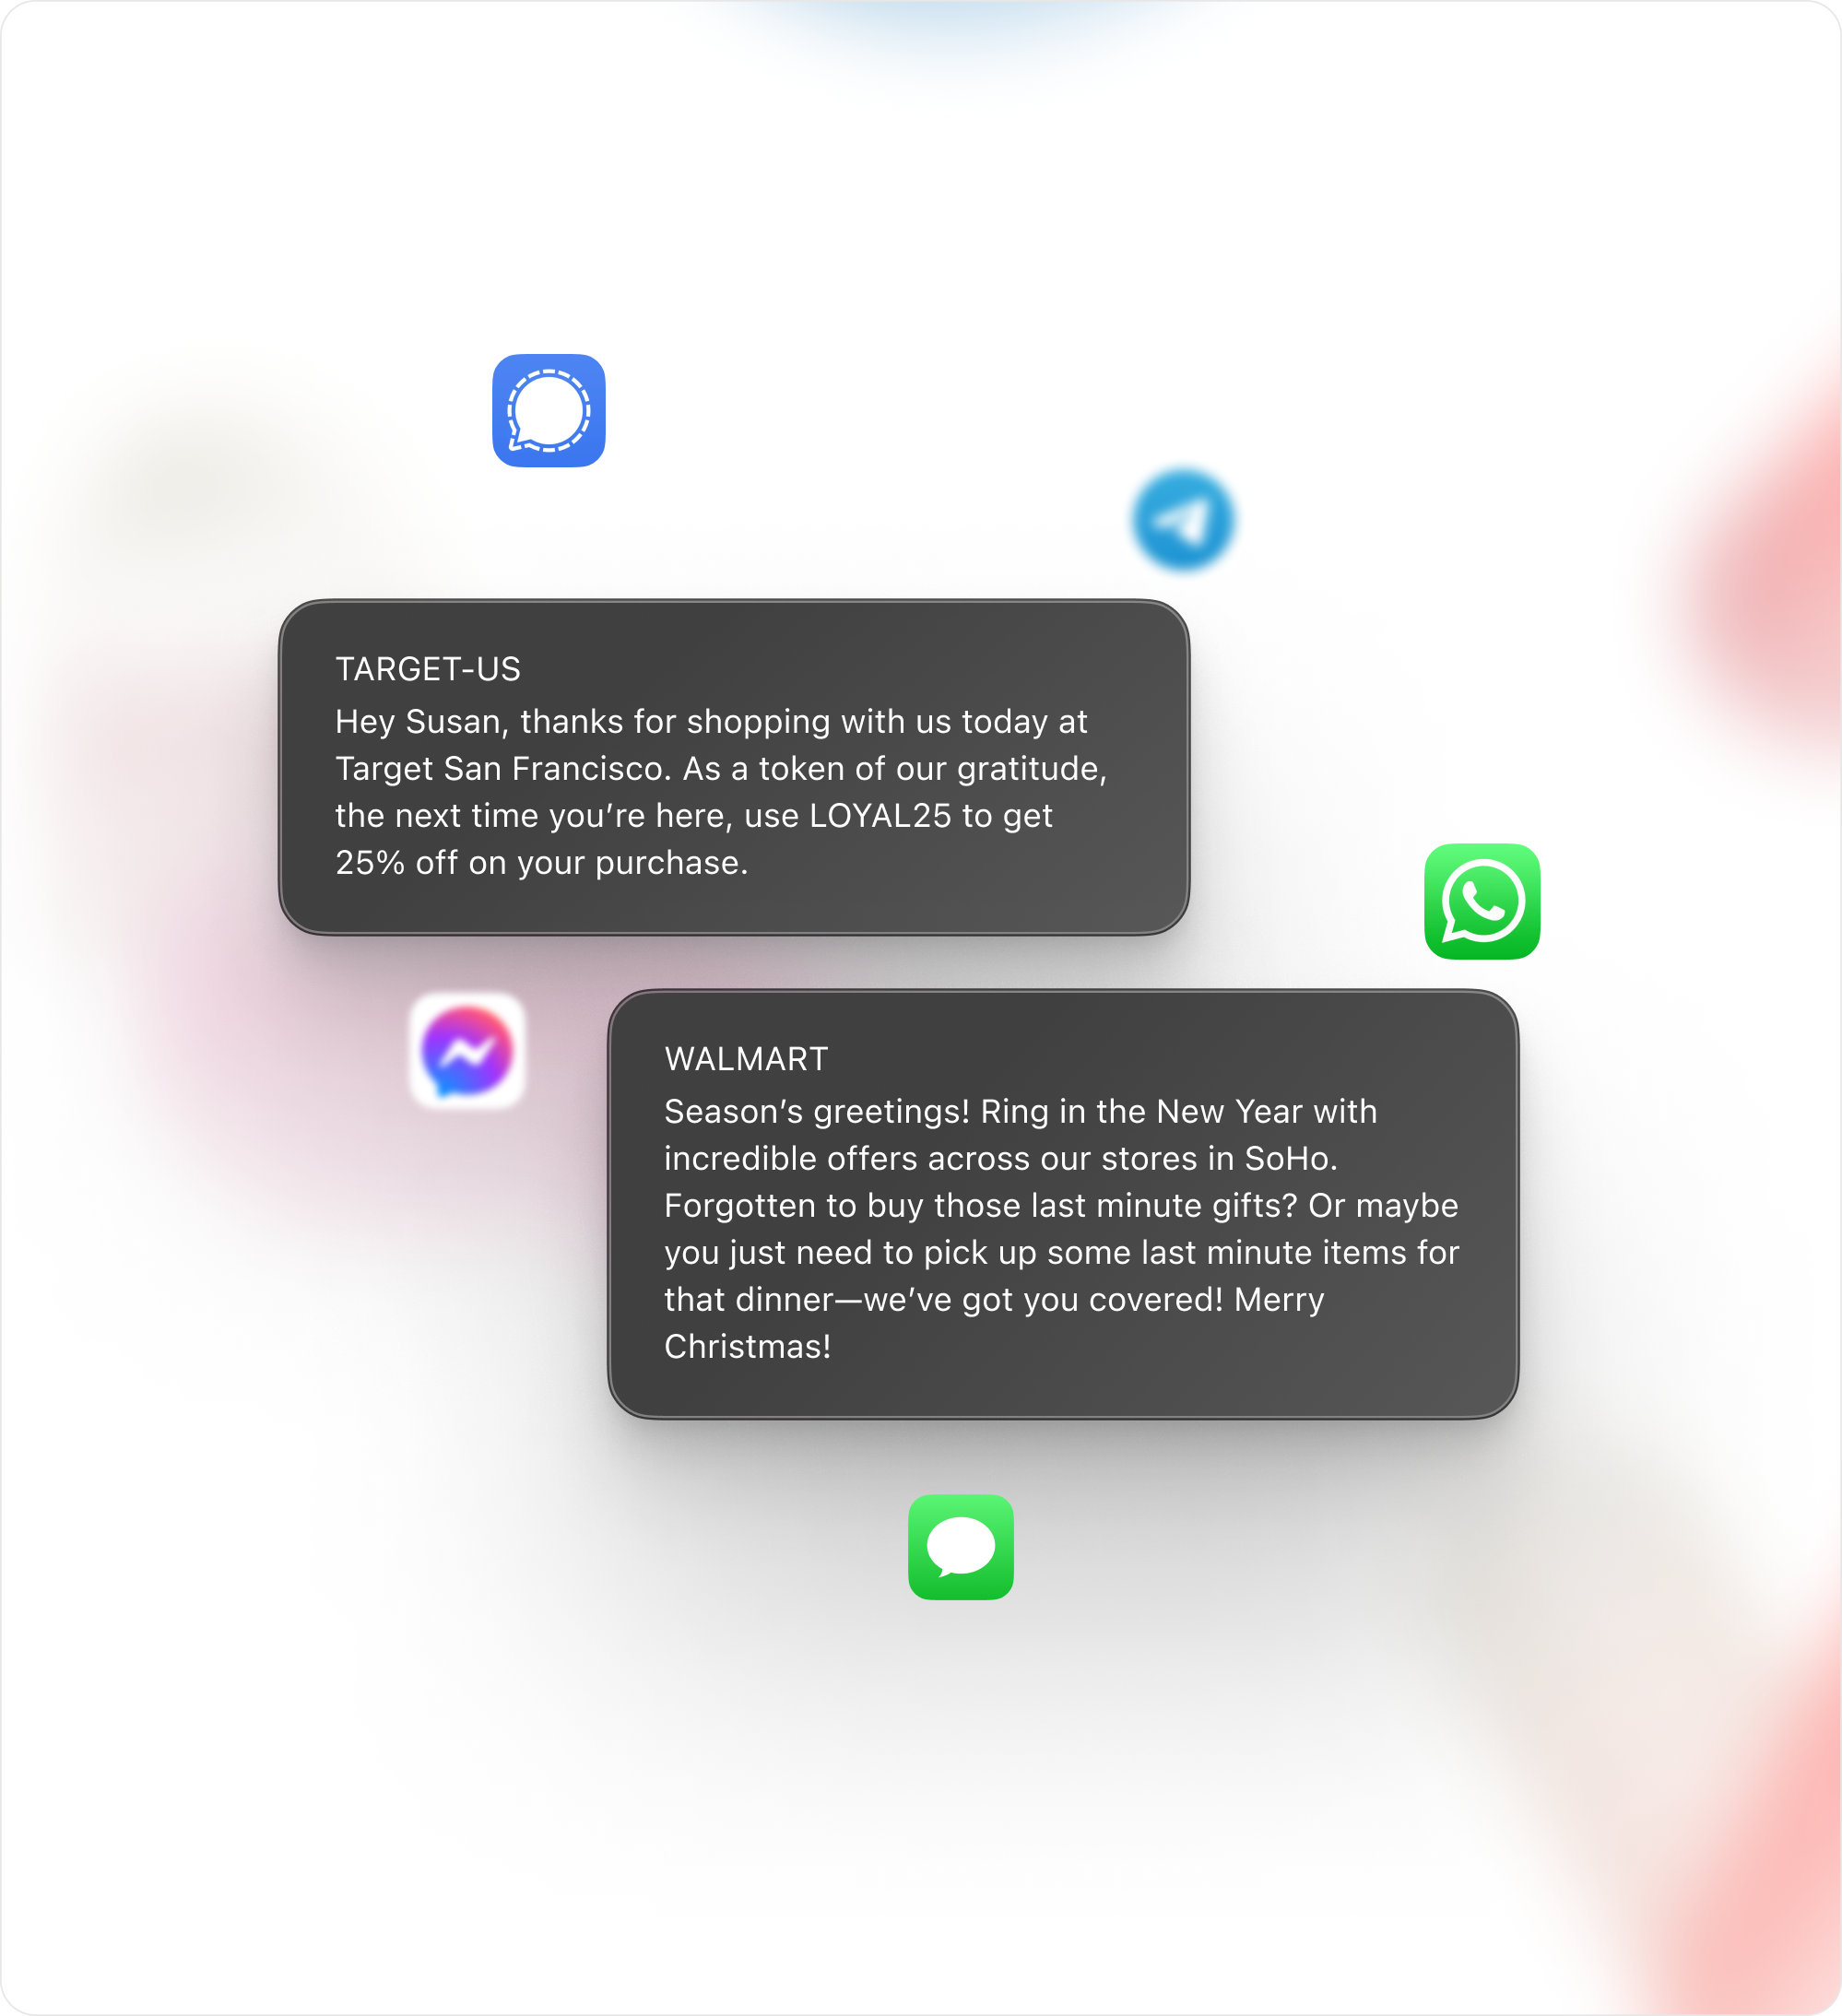 TARGET-US
Hey Susan, thanks for shopping with us today at
Target San Francisco. As a token of our gratitude,
the next time you’re here, use LOYAL25 to get
25% off on your purchase.
WALMART
Season’s greetings! Ring in the New Year with
incredible offers across our stores in SoHo.
Forgotten to buy those last minute gifts? Or maybe
you just need to pick up some last minute items for
that dinner—we’ve got you covered! Merry
Christmas!